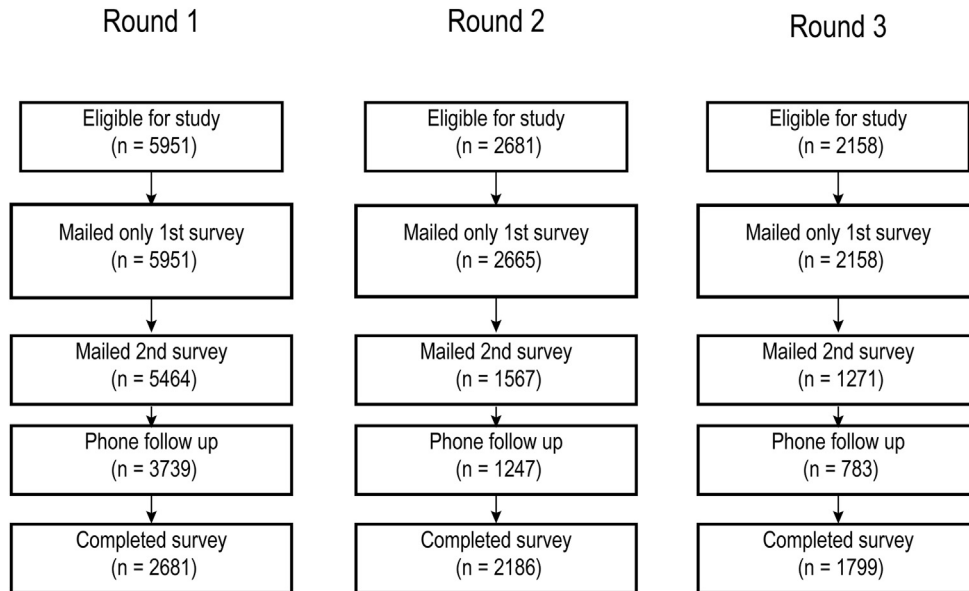 Round 1
Eligible for study
(n = 5951)
Mailed only 1st survey
(n = 5951)
Mailed 2nd survey
(n = 5464)
Phone follow up
(n = 3739)
Completed survey
(n = 2681)
Round 2
Eligible for study
(n = 2681)
Mailed only 1st survey
(n = 2665)
Mailed 2nd survey
(n = 1567)
Phone follow up
(n = 1247)
Completed survey
(n = 2186)
Round 3
Eligible for study
(n = 2158)
Mailed only 1st survey
(n = 2158)
Mailed 2nd survey
(n = 1271)
Phone follow up
(n = 783)
Completed survey
(n = 1799)